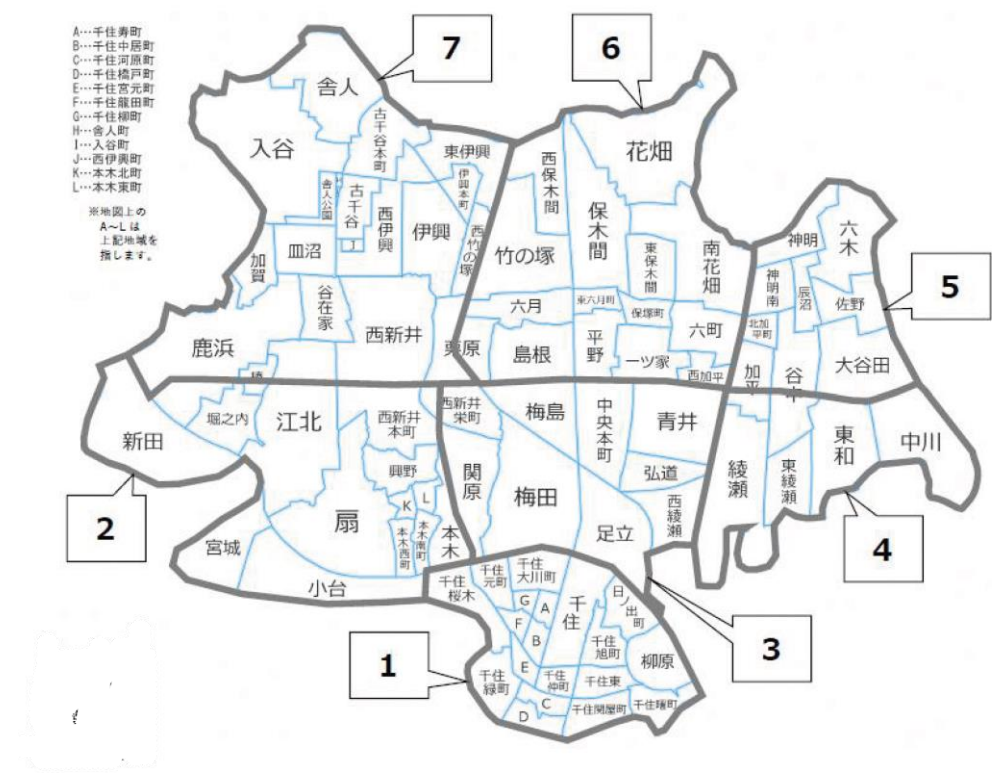 A…千住寿町
B…千住中居町
C…千住河原町
D…千住橋戸町
E…千住宮元町
F…千住龍田町
G…千住柳町
H…舎人町
I…入谷町
J…西伊興町
K…本木北町
L…本木東町
※地図上の
A～Lは
上記地域を
指します。
7
6
舎人
入谷
古千谷本町
東伊興
伊興本町
舎人公園
古千谷
西伊興
伊興
西竹の塚
皿沼
加賀
谷在家
西新井
鹿浜
栗原
西保木間
花畑
保木間
竹の塚
東保木間
南花畑
六月
東六月町
保塚町
六町
島根
平野
一ツ家
西加平
神明
六木
神明南
辰沼
佐野
5
北加平町
加平
谷中
大谷田
新田
堀之内
江北
西新井本町
興野
扇
K
L
本木西町
本木南町
本木
宮城
小台
2
西新井栄町
梅島
中央本町
青井
関原
梅田
弘道
足立
西綾瀬
綾瀬
東綾瀬
東和
中川
4
3
千住桜木
千住元町
千住大川町
G
A
F
B
千住
日ノ出町
千住旭町
柳原
E
千住緑町
千住仲町
千住東
C
D
千住関屋町
千住曙町
1